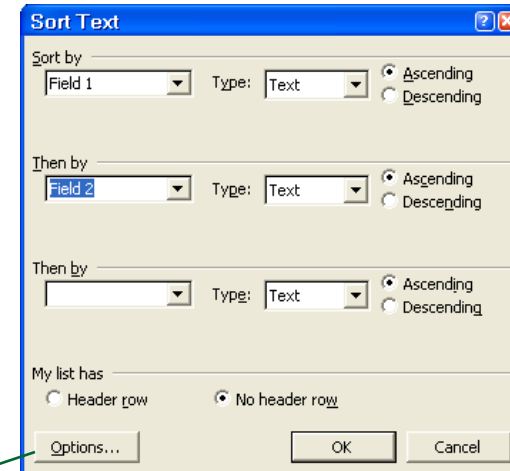 Sort Text
Sort by
Field 1 Type: Text Ascending
Descending
Then by
Field 2 Type: Text Ascending
Descending
Then by
Type: Text Ascending
Descending
My list has
Header row No header row
Options... OK Cancel